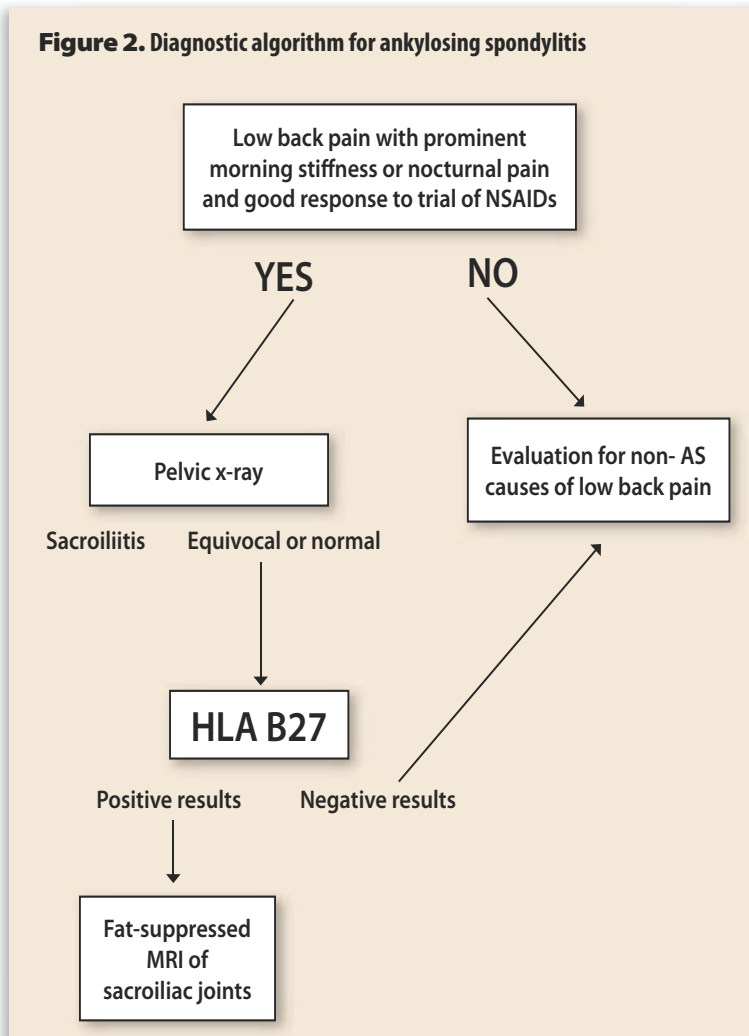 Figure 2. Diagnostic algorithm for ankylosing spondylitis
Low back pain with prominent
morning stiffness or nocturnal pain
and good response to trial of NSAIDs
YES
NO
Pelvic x-ray
Evaluation for non- AS
causes of low back pain
Sacroiliitis
Equivocal or normal
HLA B27
Positive results
Negative results
Fat-suppressed
MRI of
sacroiliac joints